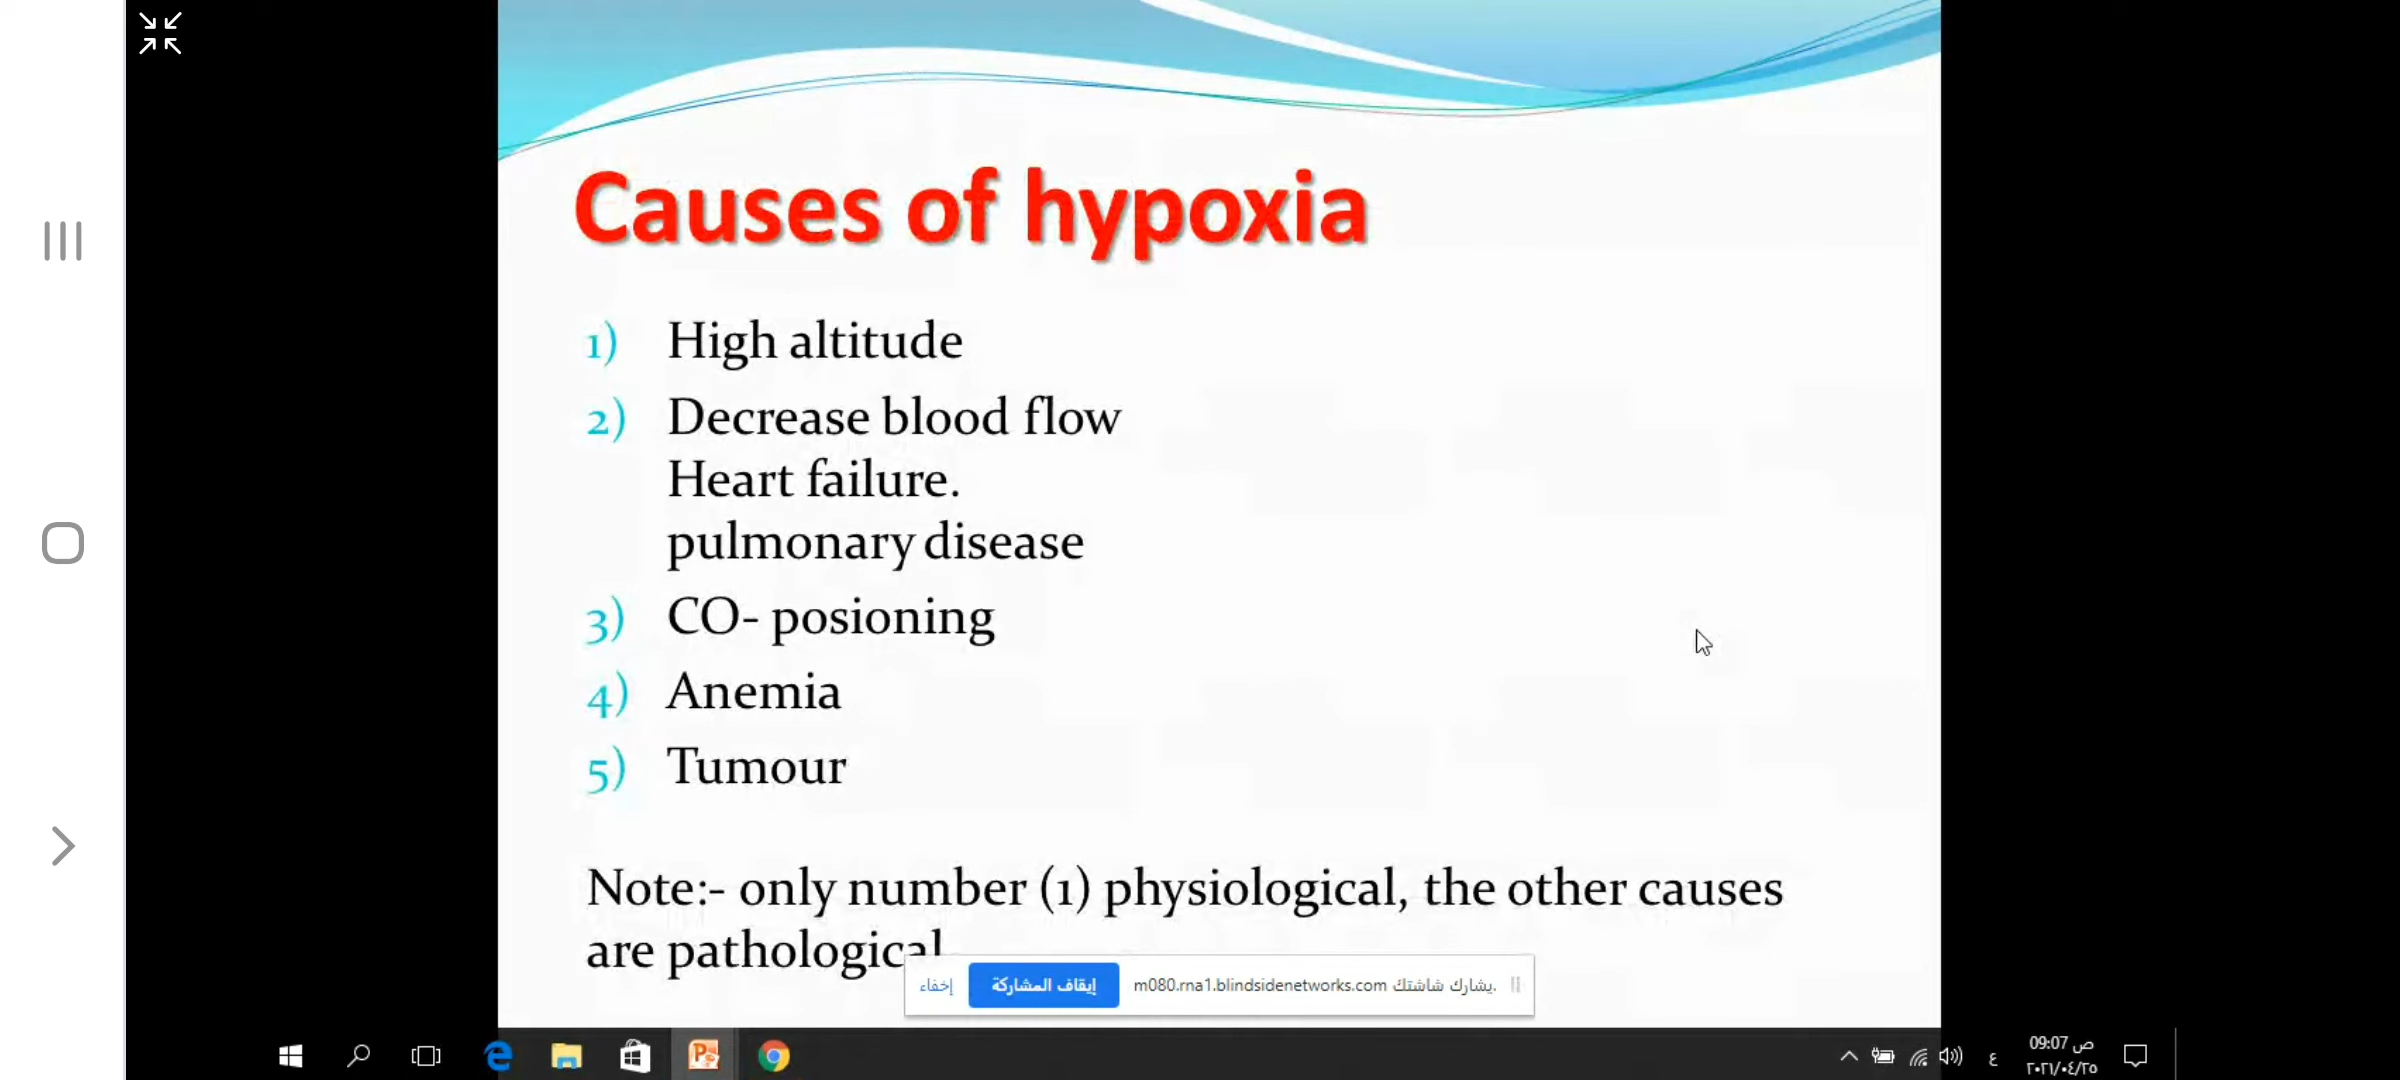 Causes of hypoxia
1) High altitude
2) Decrease blood flow
Heart failure.
pulmonary disease
3) CO- posioning
4) Anemia
5) Tumour
Note:- only number (1) physiological, the other causes
are pathological
إخفاء
إيقاف المشاركة
m080.rna1.blindsidenetworks.com يشارك شاشتك.
ع
09:07 ص
٢٠٢١/٠٤/٢٥